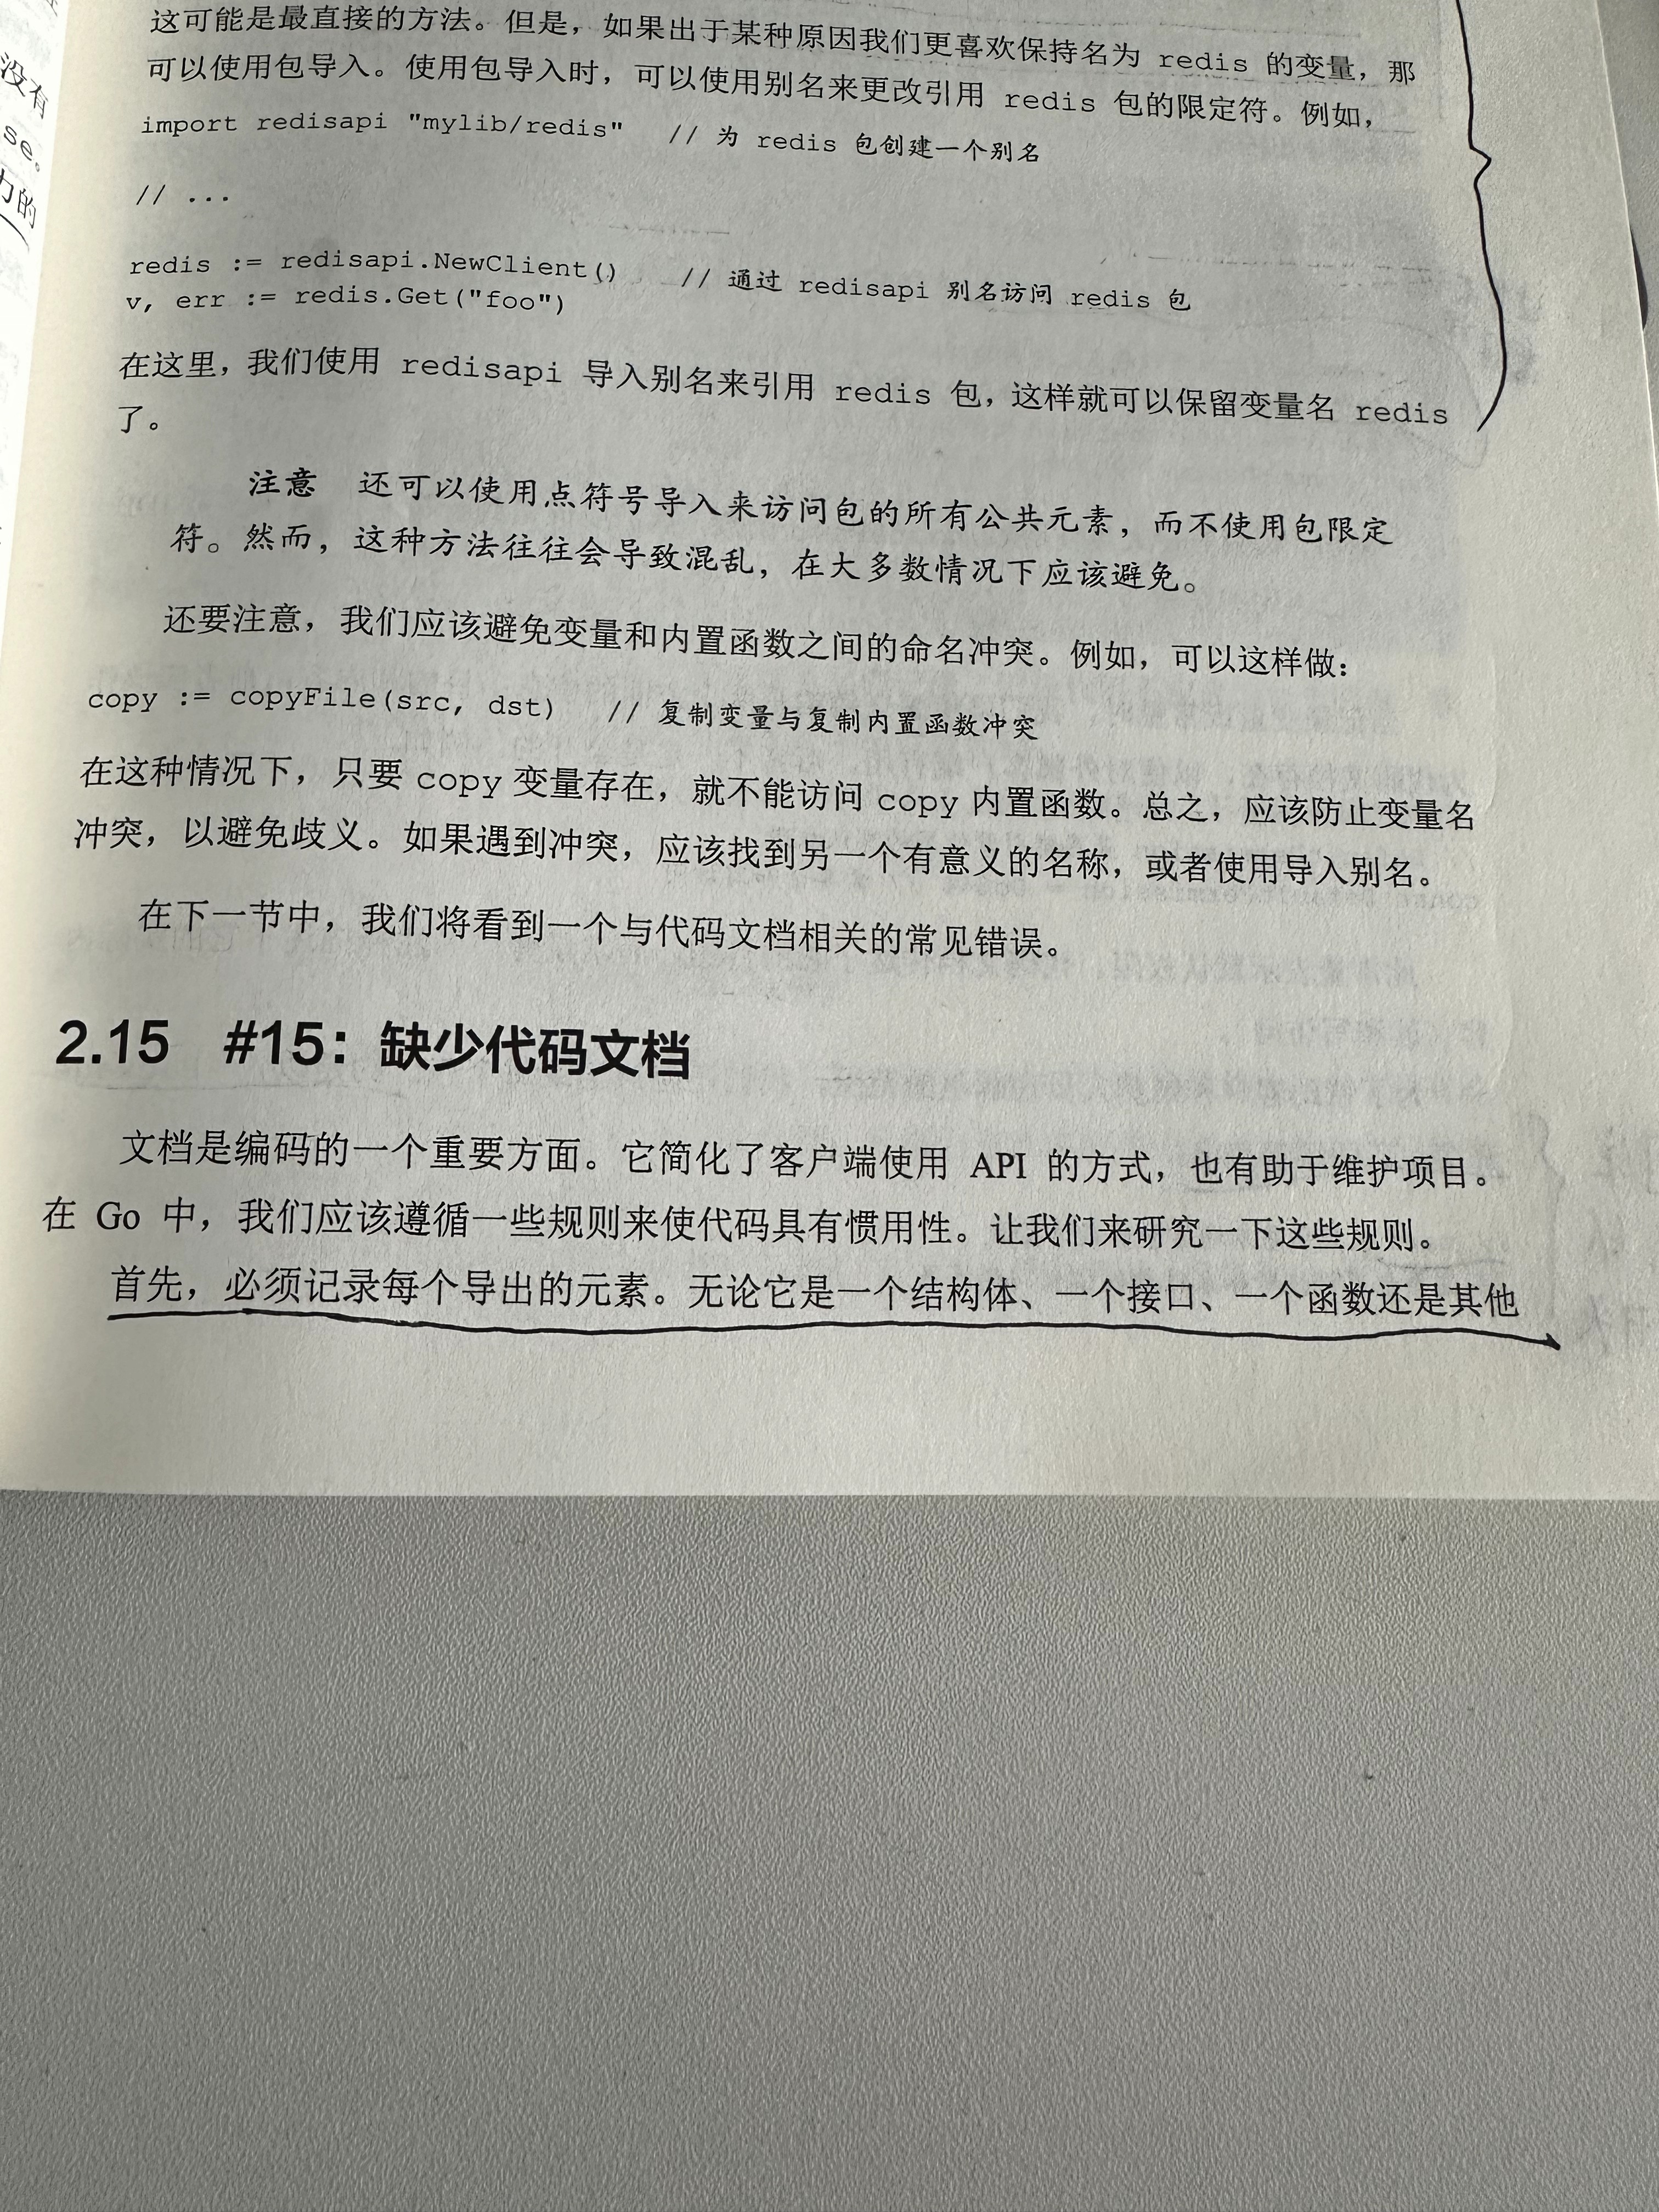 这可能是最直接的方法。但是，如果出于某种原因我们更喜欢保持名为 redis 的变量，那
可以使用包导入。使用包导入时，可以使用别名来更改引用 redis 包的限定符。例如，
import redisapi "mylib/redis"   // 为 redis 包创建一个别名
// ...
redis := redisapi.NewClient()   // 通过 redisapi 别名访问 redis 包
v, err := redis.Get("foo")
在这里，我们使用 redisapi 导入别名来引用 redis 包，这样就可以保留变量名 redis
了。
注意 还可以使用点符号导入来访问包的所有公共元素，而不使用包限定
符。然而，这种方法往往会导致混乱，在大多数情况下应该避免。
还要注意，我们应该避免变量和内置函数之间的命名冲突。例如，可以这样做：
copy := copyFile(src, dst)   // 复制变量与复制内置函数冲突
在这种情况下，只要 copy 变量存在，就不能访问 copy 内置函数。总之，应该防止变量名
冲突，以避免歧义。如果遇到冲突，应该找到另一个有意义的名称，或者使用导入别名。
在下一节中，我们将看到一个与代码文档相关的常见错误。
2.15 #15：缺少代码文档
文档是编码的一个重要方面。它简化了客户端使用 API 的方式，也有助于维护项目。
在 Go 中，我们应该遵循一些规则来使代码具有惯用性。让我们来研究一下这些规则。
首先，必须记录每个导出的元素。无论它是一个结构体、一个接口、一个函数还是其他
没有
se。
的